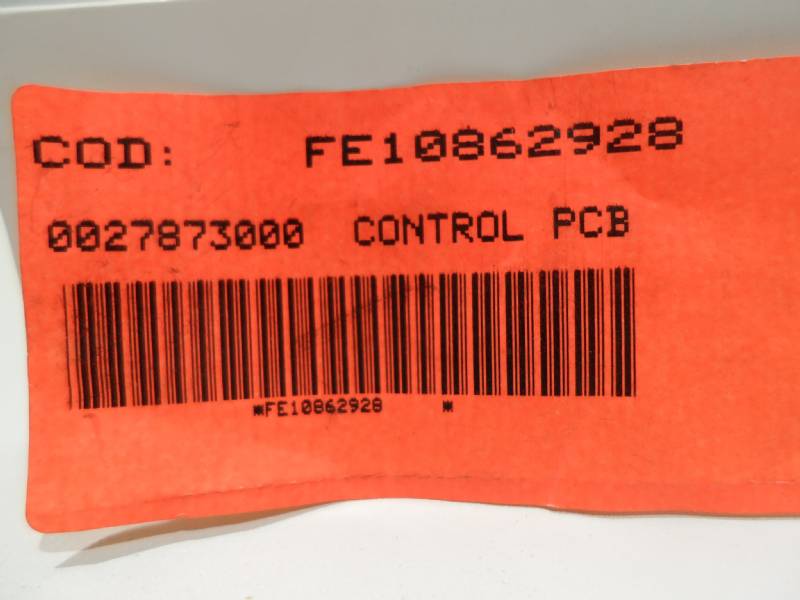 COD: FE10862928
0027873000 CONTROL PCB
*FE10862928 *